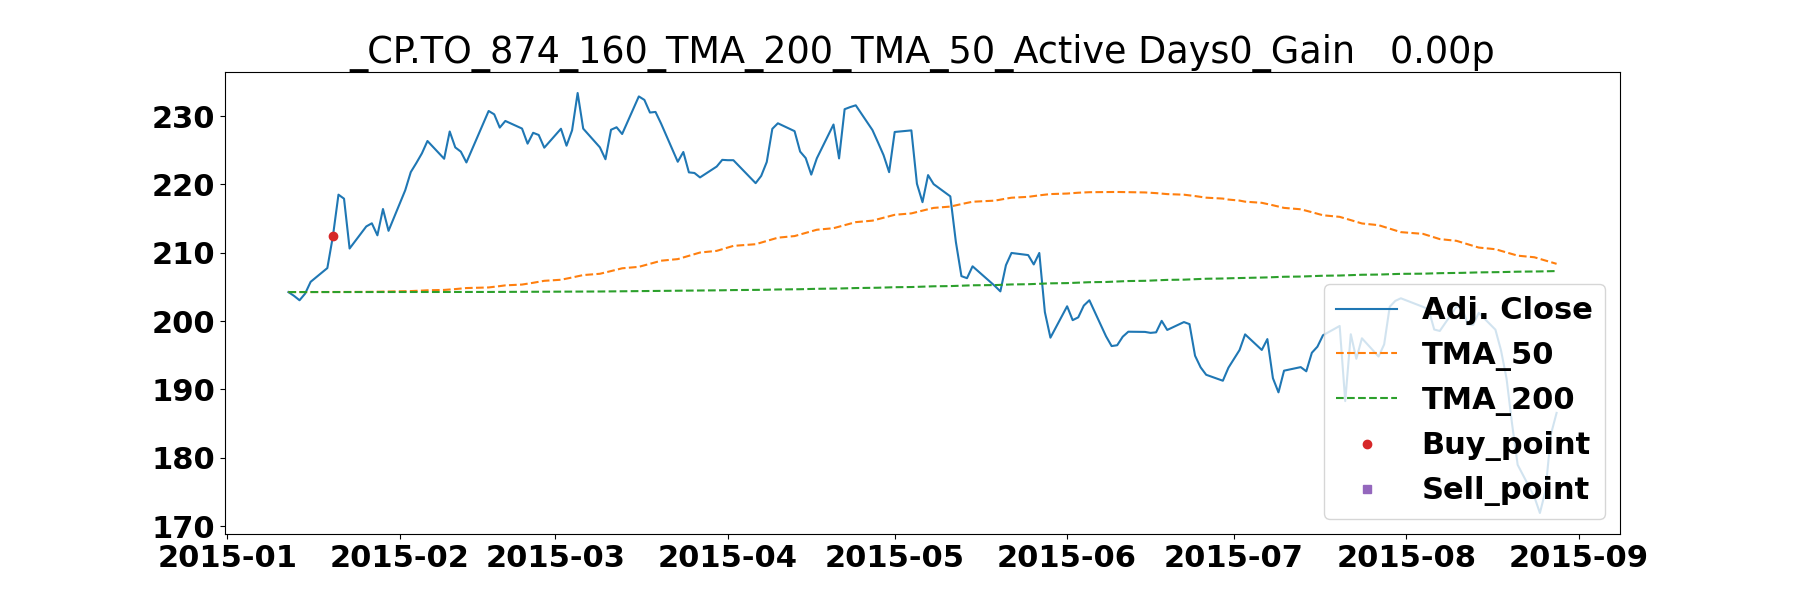 _CP.TO_874_160_TMA_200_TMA_50_Active Days0_Gain   0.00p
230
220
210
200
190
180
170
Adj. Close
TMA_50
TMA_200
Buy_point
Sell_point
2015-01 2015-02 2015-03 2015-04 2015-05 2015-06 2015-07 2015-08 2015-09